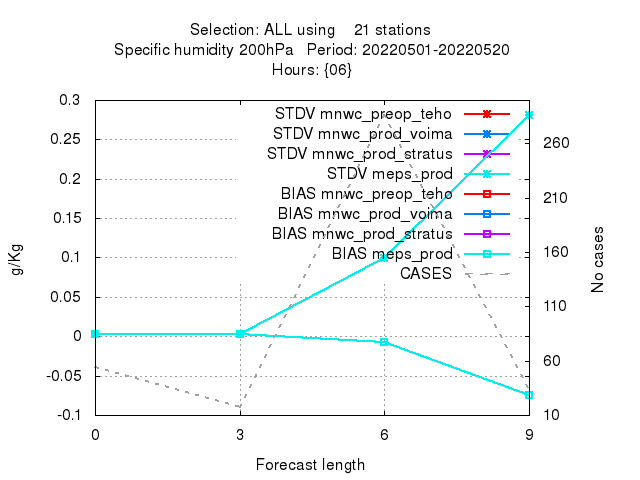 Selection: ALL using 21 stations
Specific humidity 200hPa Period: 20220501-20220520
Hours: {06}
0.3
0.25
0.2
0.15
0.1
0.05
0
-0.05
-0.1
g/Kg
STDV mnwc_preop_teho
STDV mnwc_prod_voima
STDV mnwc_prod_stratus
STDV meps_prod
BIAS mnwc_preop_teho
BIAS mnwc_prod_voima
BIAS mnwc_prod_stratus
BIAS meps_prod
CASES
260
210
160
110
60
10
No cases
0 3 6 9
Forecast length